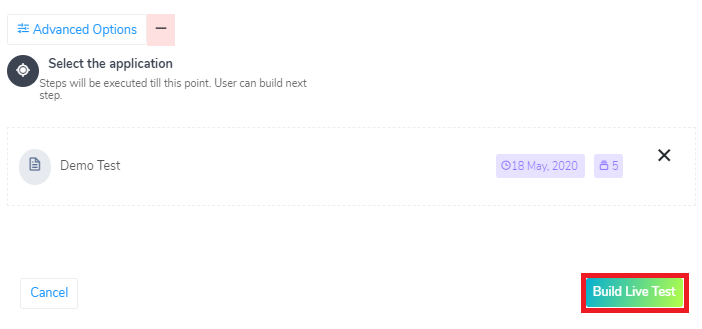 Advanced Options
Select the application
Steps will be executed till this point. User can build next
step.
Demo Test
18 May, 2020
5
Cancel
Build Live Test